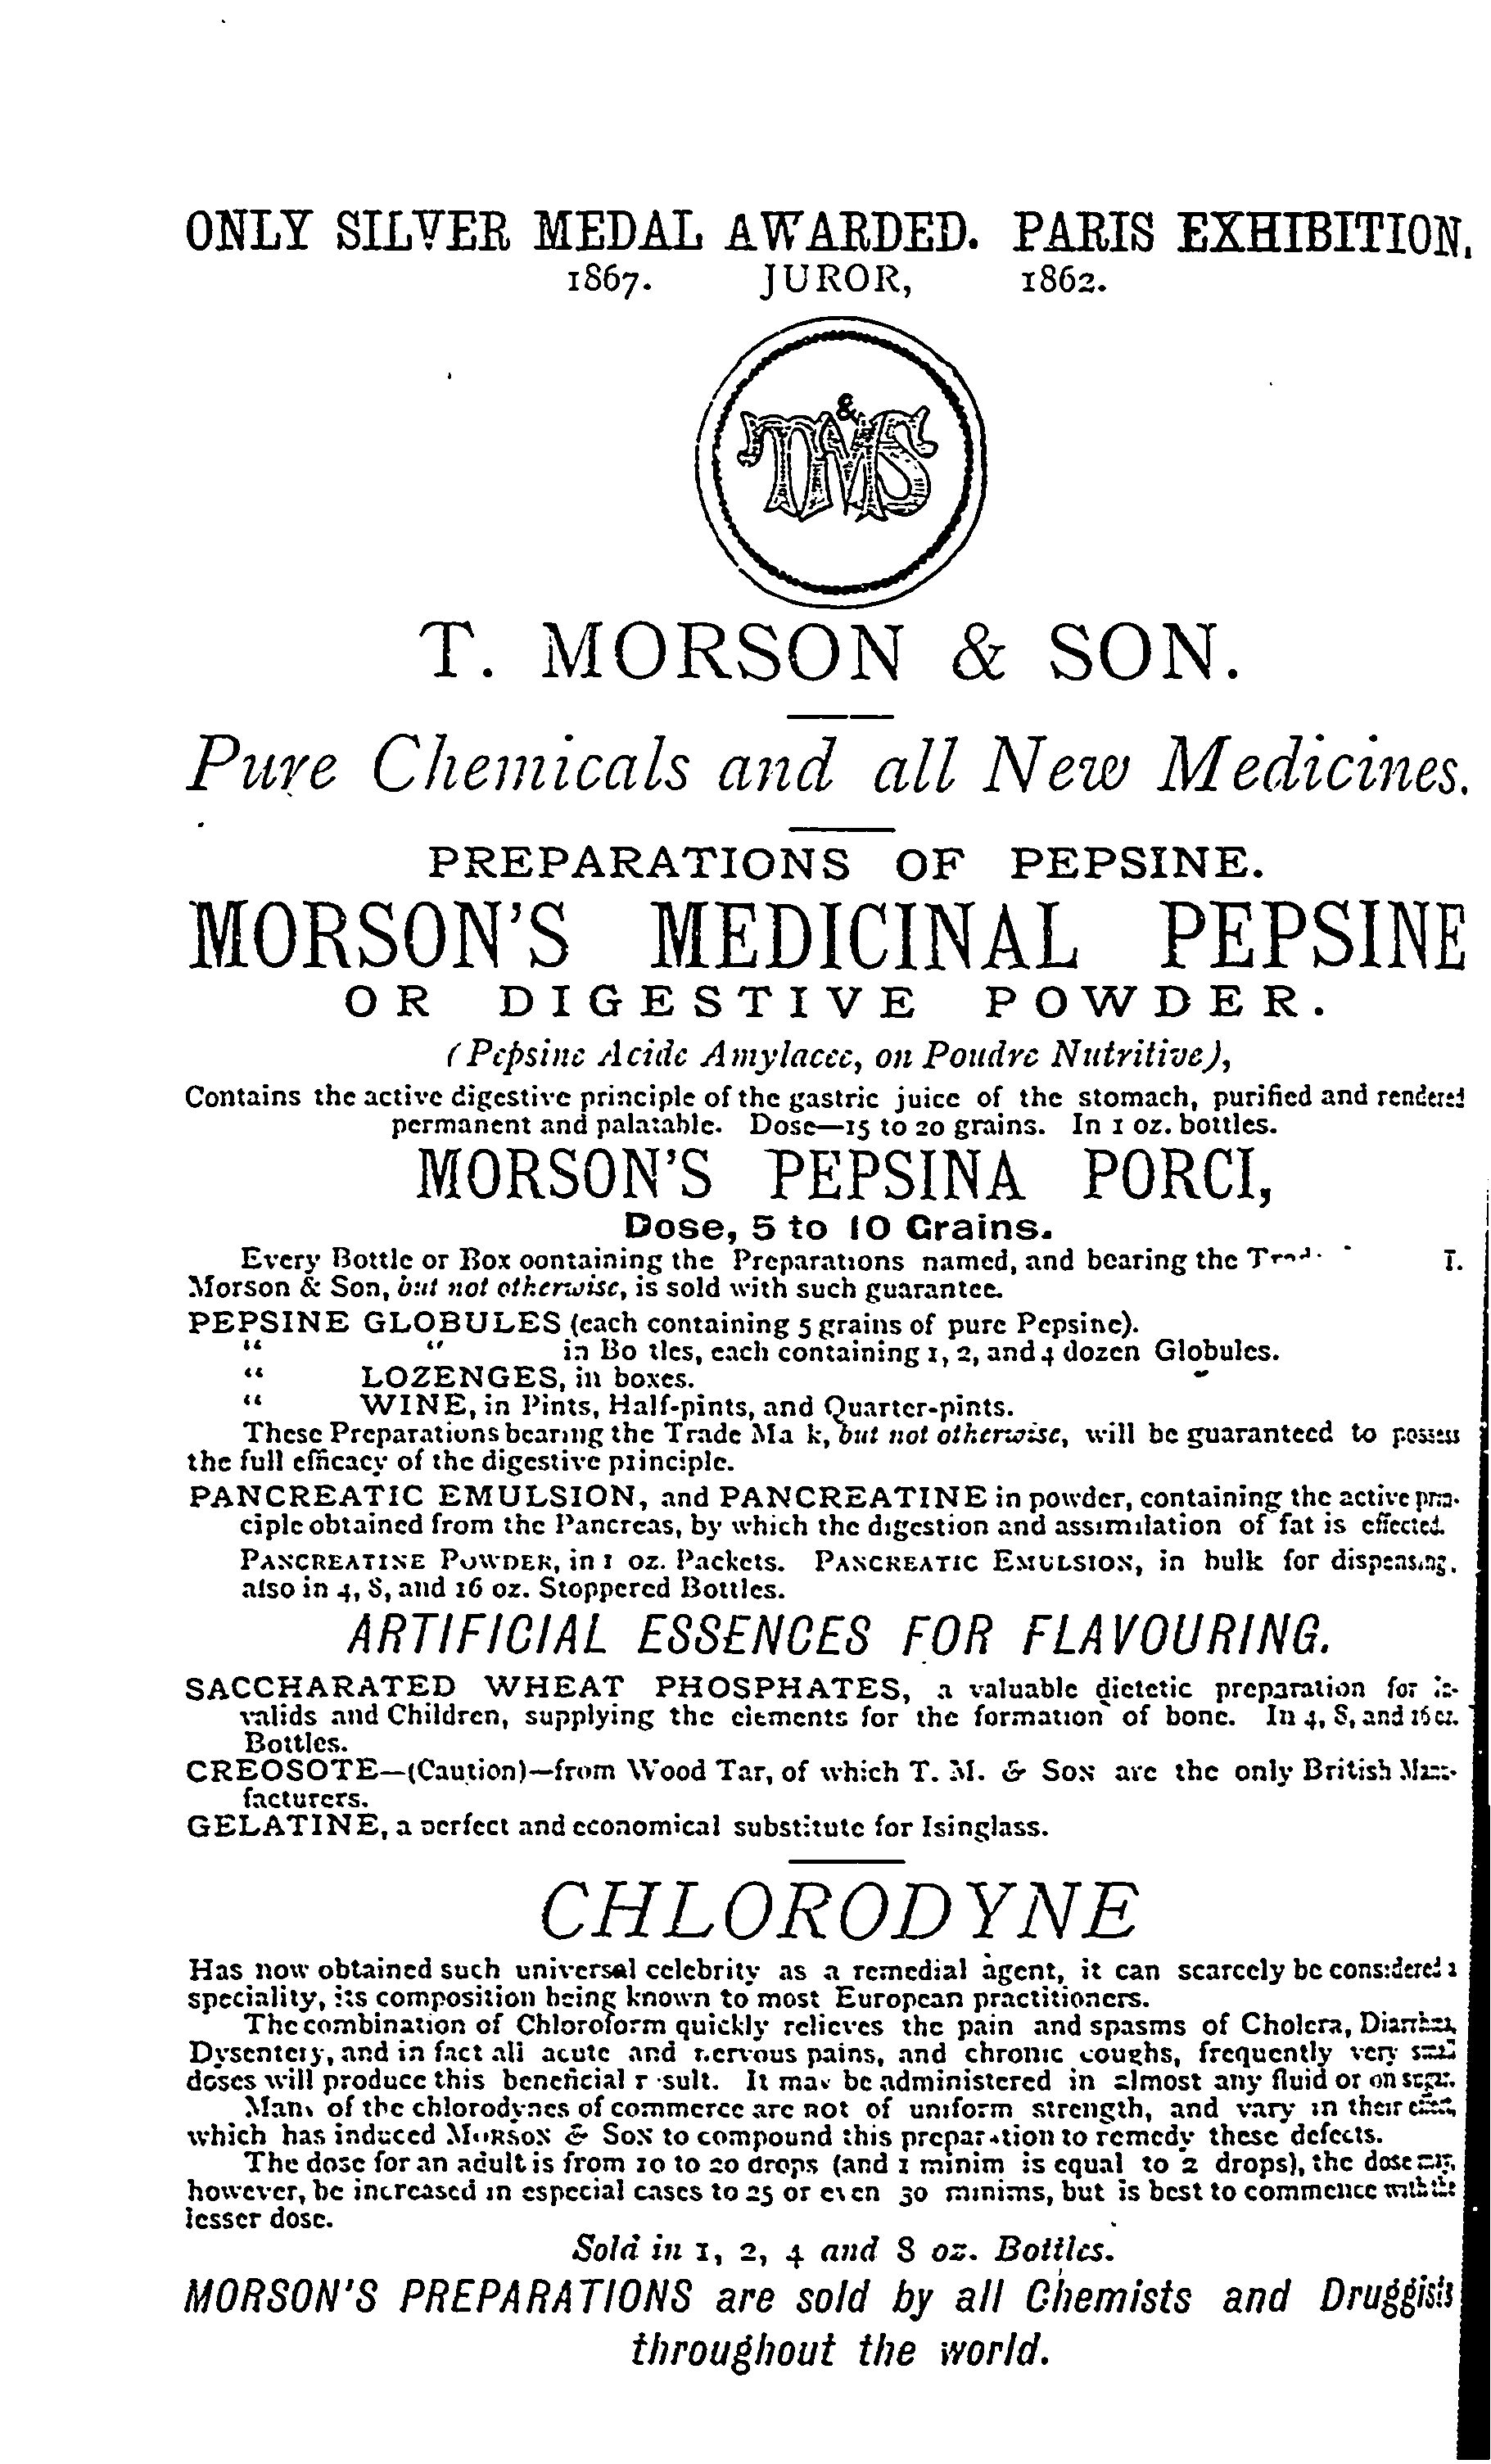 ONLY SILVER MEDAL AWARDED. PARIS EXHIBITION,
1867. JUROR, 1862.
T & M S
T. MORSON & SON.
Pure Chemicals and all New Medicines.
PREPARATIONS OF PEPSINE.
MORSON'S MEDICINAL PEPSINE
OR DIGESTIVE POWDER.
(Pepsine Acide Amylacee, ou Poudre Nutritive),
Contains the active digestive principle of the gastric juice of the stomach, purified and rendered
permanent and palatable. Dose—15 to 20 grains. In 1 oz. bottles.
MORSON'S PEPSINA PORCI,
Dose, 5 to 10 Grains.
Every Bottle or Box oontaining the Preparations named, and bearing the T.
Morson & Son, but not otherwise, is sold with such guarantee.
PEPSINE GLOBULES (each containing 5 grains of pure Pepsine).
" " in Bo tles, each containing 1, 2, and 4 dozen Globules.
" LOZENGES, in boxes.
" WINE, in Pints, Half-pints, and Quarter-pints.
These Preparations bearing the Trade Ma k, but not otherwise, will be guaranteed to possess
the full efficacy of the digestive principle.
PANCREATIC EMULSION, and PANCREATINE in powder, containing the active prin-
ciple obtained from the Pancreas, by which the digestion and assimilation of fat is effected.
PANCREATINE POWDER, in 1 oz. Packets. PANCREATIC EMULSION, in bulk for dispensing,
also in 4, 8, and 16 oz. Stoppered Bottles.
ARTIFICIAL ESSENCES FOR FLAVOURING.
SACCHARATED WHEAT PHOSPHATES, a valuable dietetic preparation for In-
valids and Children, supplying the elements for the formation of bone. In 4, 8, and 16 oz.
Bottles.
CREOSOTE—(Caution)—from Wood Tar, of which T. M. & SON are the only British Manu-
facturers.
GELATINE, a perfect and economical substitute for Isinglass.
CHLORODYNE
Has now obtained such universal celebrity as a remedial agent, it can scarcely be considered a
speciality, its composition being known to most European practitioners.
The combination of Chloroform quickly relieves the pain and spasms of Cholera, Diarrhœa,
Dysentery, and in fact all acute and nervous pains, and chronic coughs, frequently very small
doses will produce this beneficial r sult. It may be administered in almost any fluid or on sugar.
Many of the chlorodynes of commerce are not of uniform strength, and vary in their effect,
which has induced MORSON & SON to compound this preparation to remedy these defects.
The dose for an adult is from 10 to 20 drops (and 1 minim is equal to 2 drops), the dose may,
however, be increased in especial cases to 25 or even 30 minims, but is best to commence with the
lesser dose.
Sold in 1, 2, 4 and 8 oz. Bottles.
MORSON'S PREPARATIONS are sold by all Chemists and Druggists
throughout the world.